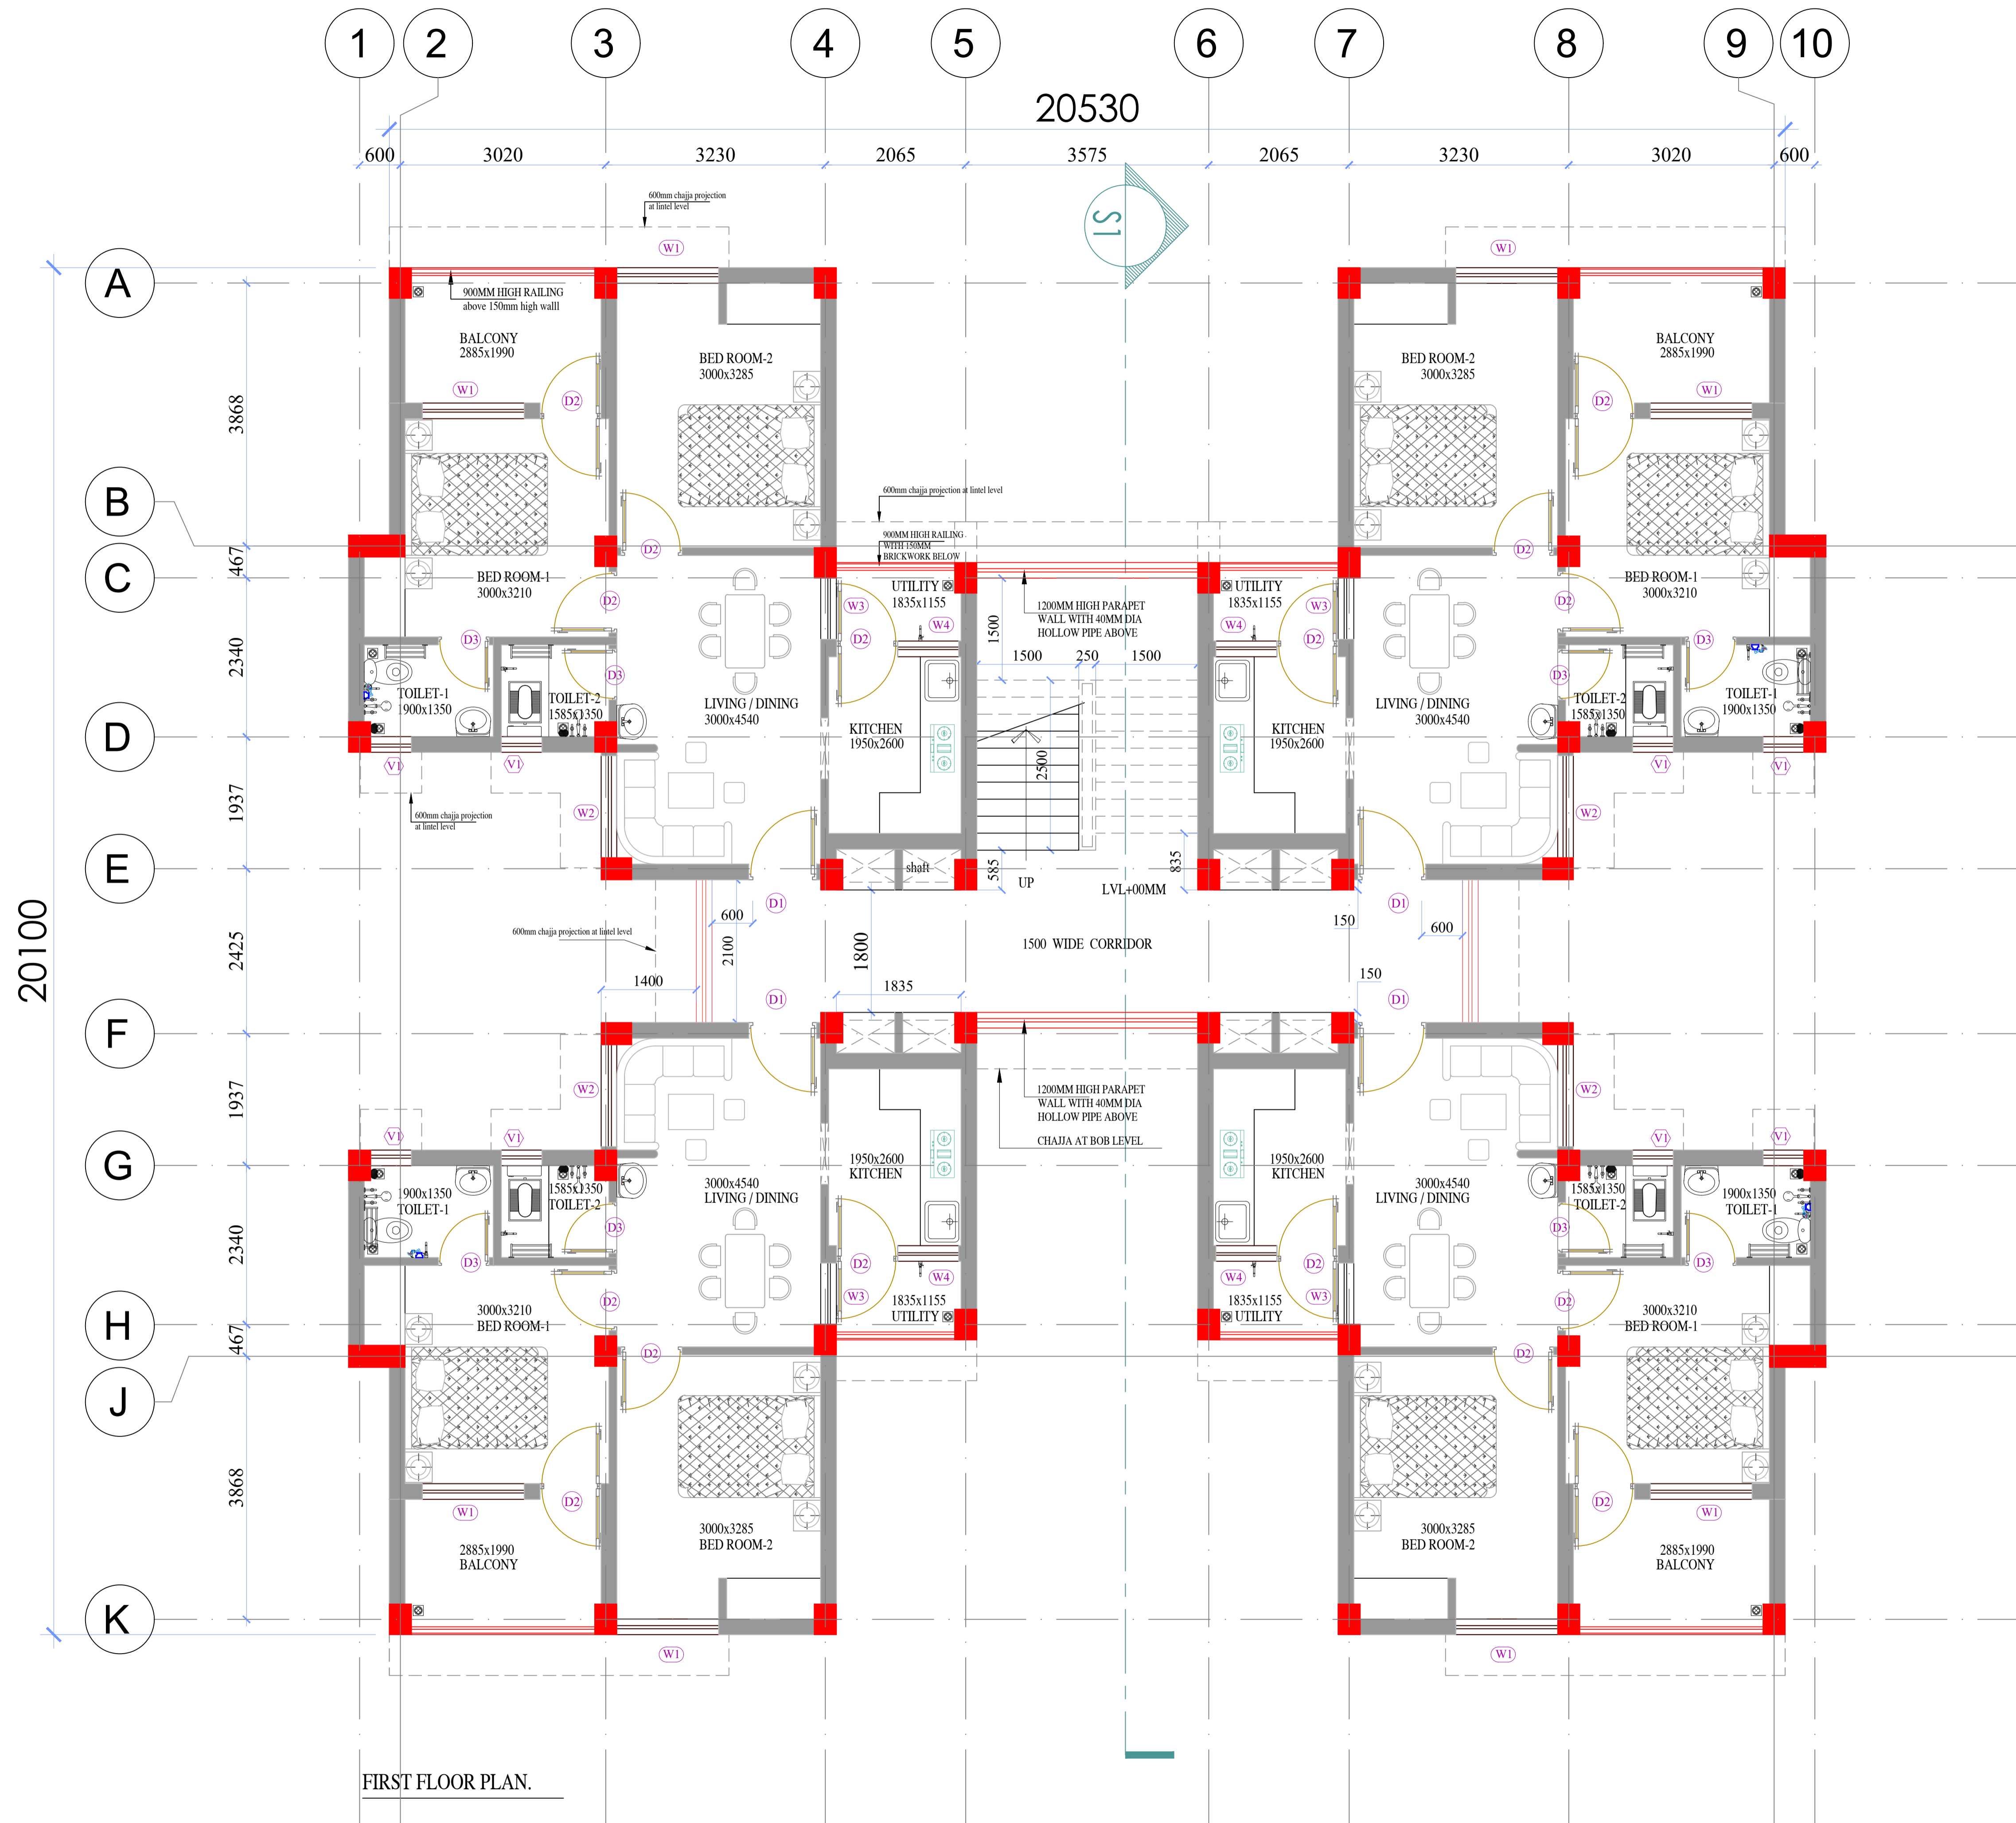 1 2 3 4 5 6 7 8 9 10
20530
600 3020 3230 2065 3575 2065 3230 3020 600
600mm chajja projection
at lintel level
S1
W1 W1
A
900MM HIGH RAILING
above 150mm high walll
BALCONY
2885x1990
BED ROOM-2
3000x3285
BED ROOM-2
3000x3285
BALCONY
2885x1990
W1 D2 D2 W1
3868
B
600mm chajja projection at lintel level
900MM HIGH RAILING
WITH 150MM
BRICKWORK BELOW
D2 D2
467
C
BED ROOM-1
3000x3210
UTILITY
1835x1155
UTILITY
1835x1155
BED ROOM-1
3000x3210
D2 W3 W3 D2
1200MM HIGH PARAPET
WALL WITH 40MM DIA
HOLLOW PIPE ABOVE
1500
D3 D2 W4 W4 D2 D3
2340
1500 250 1500
D3 D3
TOILET-1
1900x1350
TOILET-2
1585x1350
LIVING / DINING
3000x4540
LIVING / DINING
3000x4540
TOILET-2
1585x1350
TOILET-1
1900x1350
KITCHEN
1950x2600
KITCHEN
1950x2600
D
V1 V1 V1 V1
2500
1937
600mm chajja projection
at lintel level
W2 W2
E
shaft
585
835
UP
LVL+00MM
D1 D1
600
150
600
600mm chajja projection at lintel level
2100
1800
1500 WIDE CORRIDOR
20100
2425
1400
1835
150
D1 D1
F
1937
W2 W2
1200MM HIGH PARAPET
WALL WITH 40MM DIA
HOLLOW PIPE ABOVE
CHAJJA AT BOB LEVEL
V1 V1 V1 V1
G
1950x2600
KITCHEN
1950x2600
KITCHEN
1900x1350
TOILET-1
1585x1350
TOILET-2
3000x4540
LIVING / DINING
3000x4540
LIVING / DINING
1585x1350
TOILET-2
1900x1350
TOILET-1
D3 D3
2340
D3 D2 W4 W4 D2 D3
D2 W3 W3 D2
1835x1155
UTILITY
1835x1155
UTILITY
3000x3210
BED ROOM-1
3000x3210
BED ROOM-1
H
467
D2 D2
J
3868
W1 D2 D2 W1
3000x3285
BED ROOM-2
3000x3285
BED ROOM-2
2885x1990
BALCONY
2885x1990
BALCONY
K
W1 W1
FIRST FLOOR PLAN.